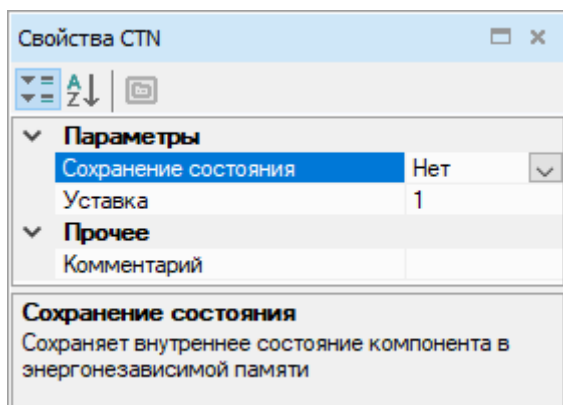 Свойства CTN
A
Z
Параметры
Сохранение состояния Нет
Уставка 1
Прочее
Комментарий
Сохранение состояния
Сохраняет внутреннее состояние компонента в
энергонезависимой памяти